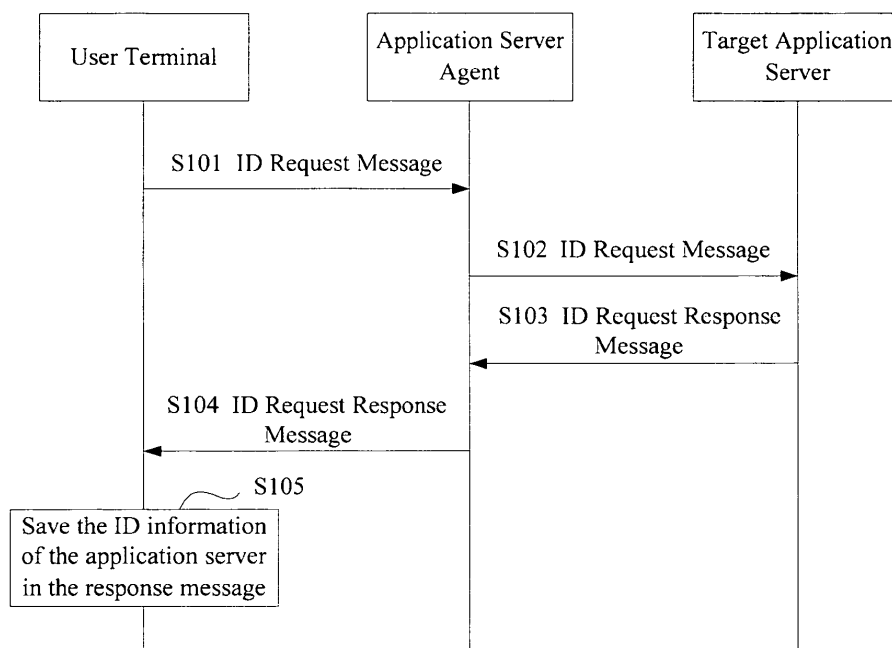 User Terminal
Application Server
Agent
Target Application
Server
S101 ID Request Message
S102 ID Request Message
S103 ID Request Response
Message
S104 ID Request Response
Message
S105
Save the ID information
of the application server
in the response message